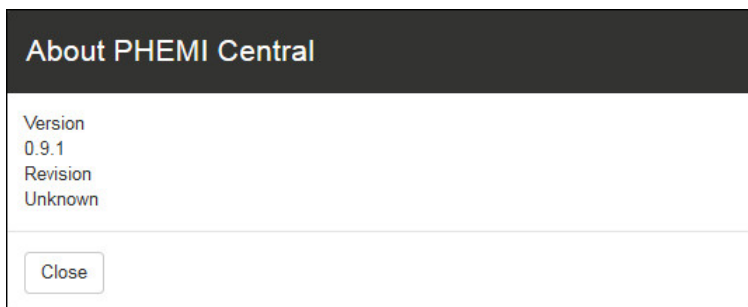 About PHEMI Central
Version
0.9.1
Revision
Unknown
Close